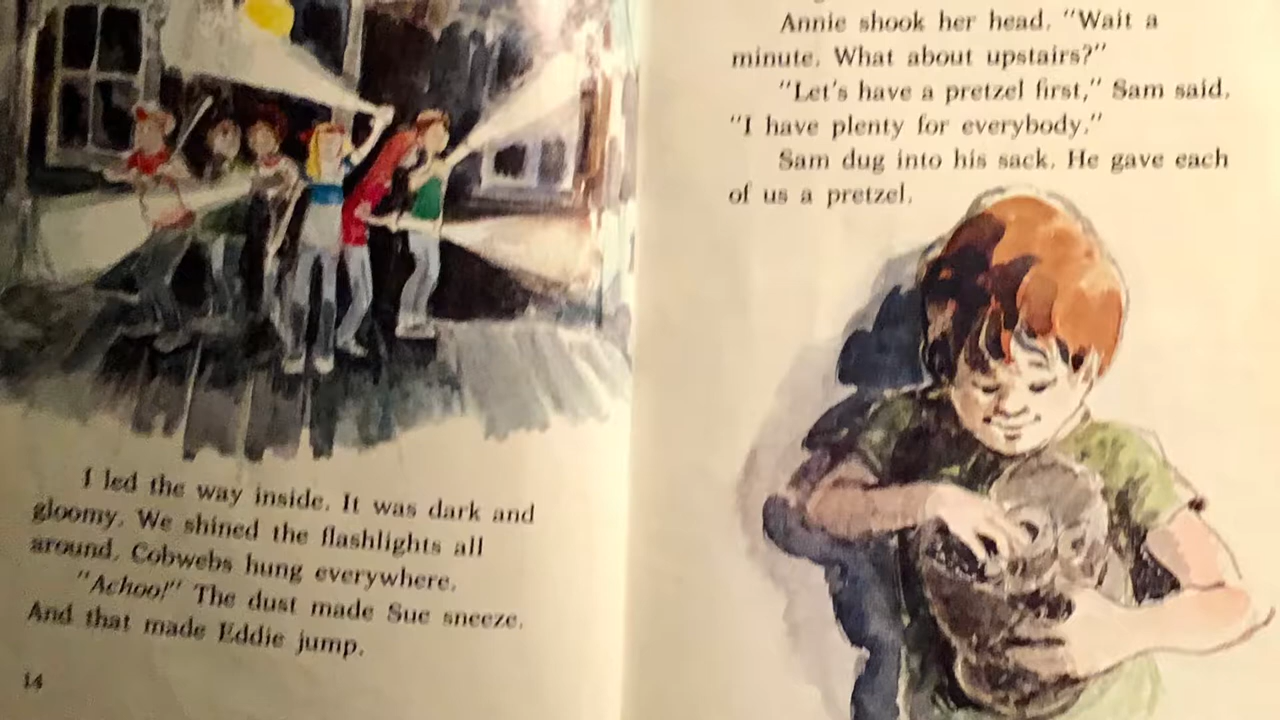 I led the way inside. It was dark and
gloomy. We shined the flashlights all
around. Cobwebs hung everywhere.
"Achoo!" The dust made Sue sneeze.
And that made Eddie jump.
14
Annie shook her head. "Wait a
minute. What about upstairs?"
"Let's have a pretzel first," Sam said.
"I have plenty for everybody."
Sam dug into his sack. He gave each
of us a pretzel.